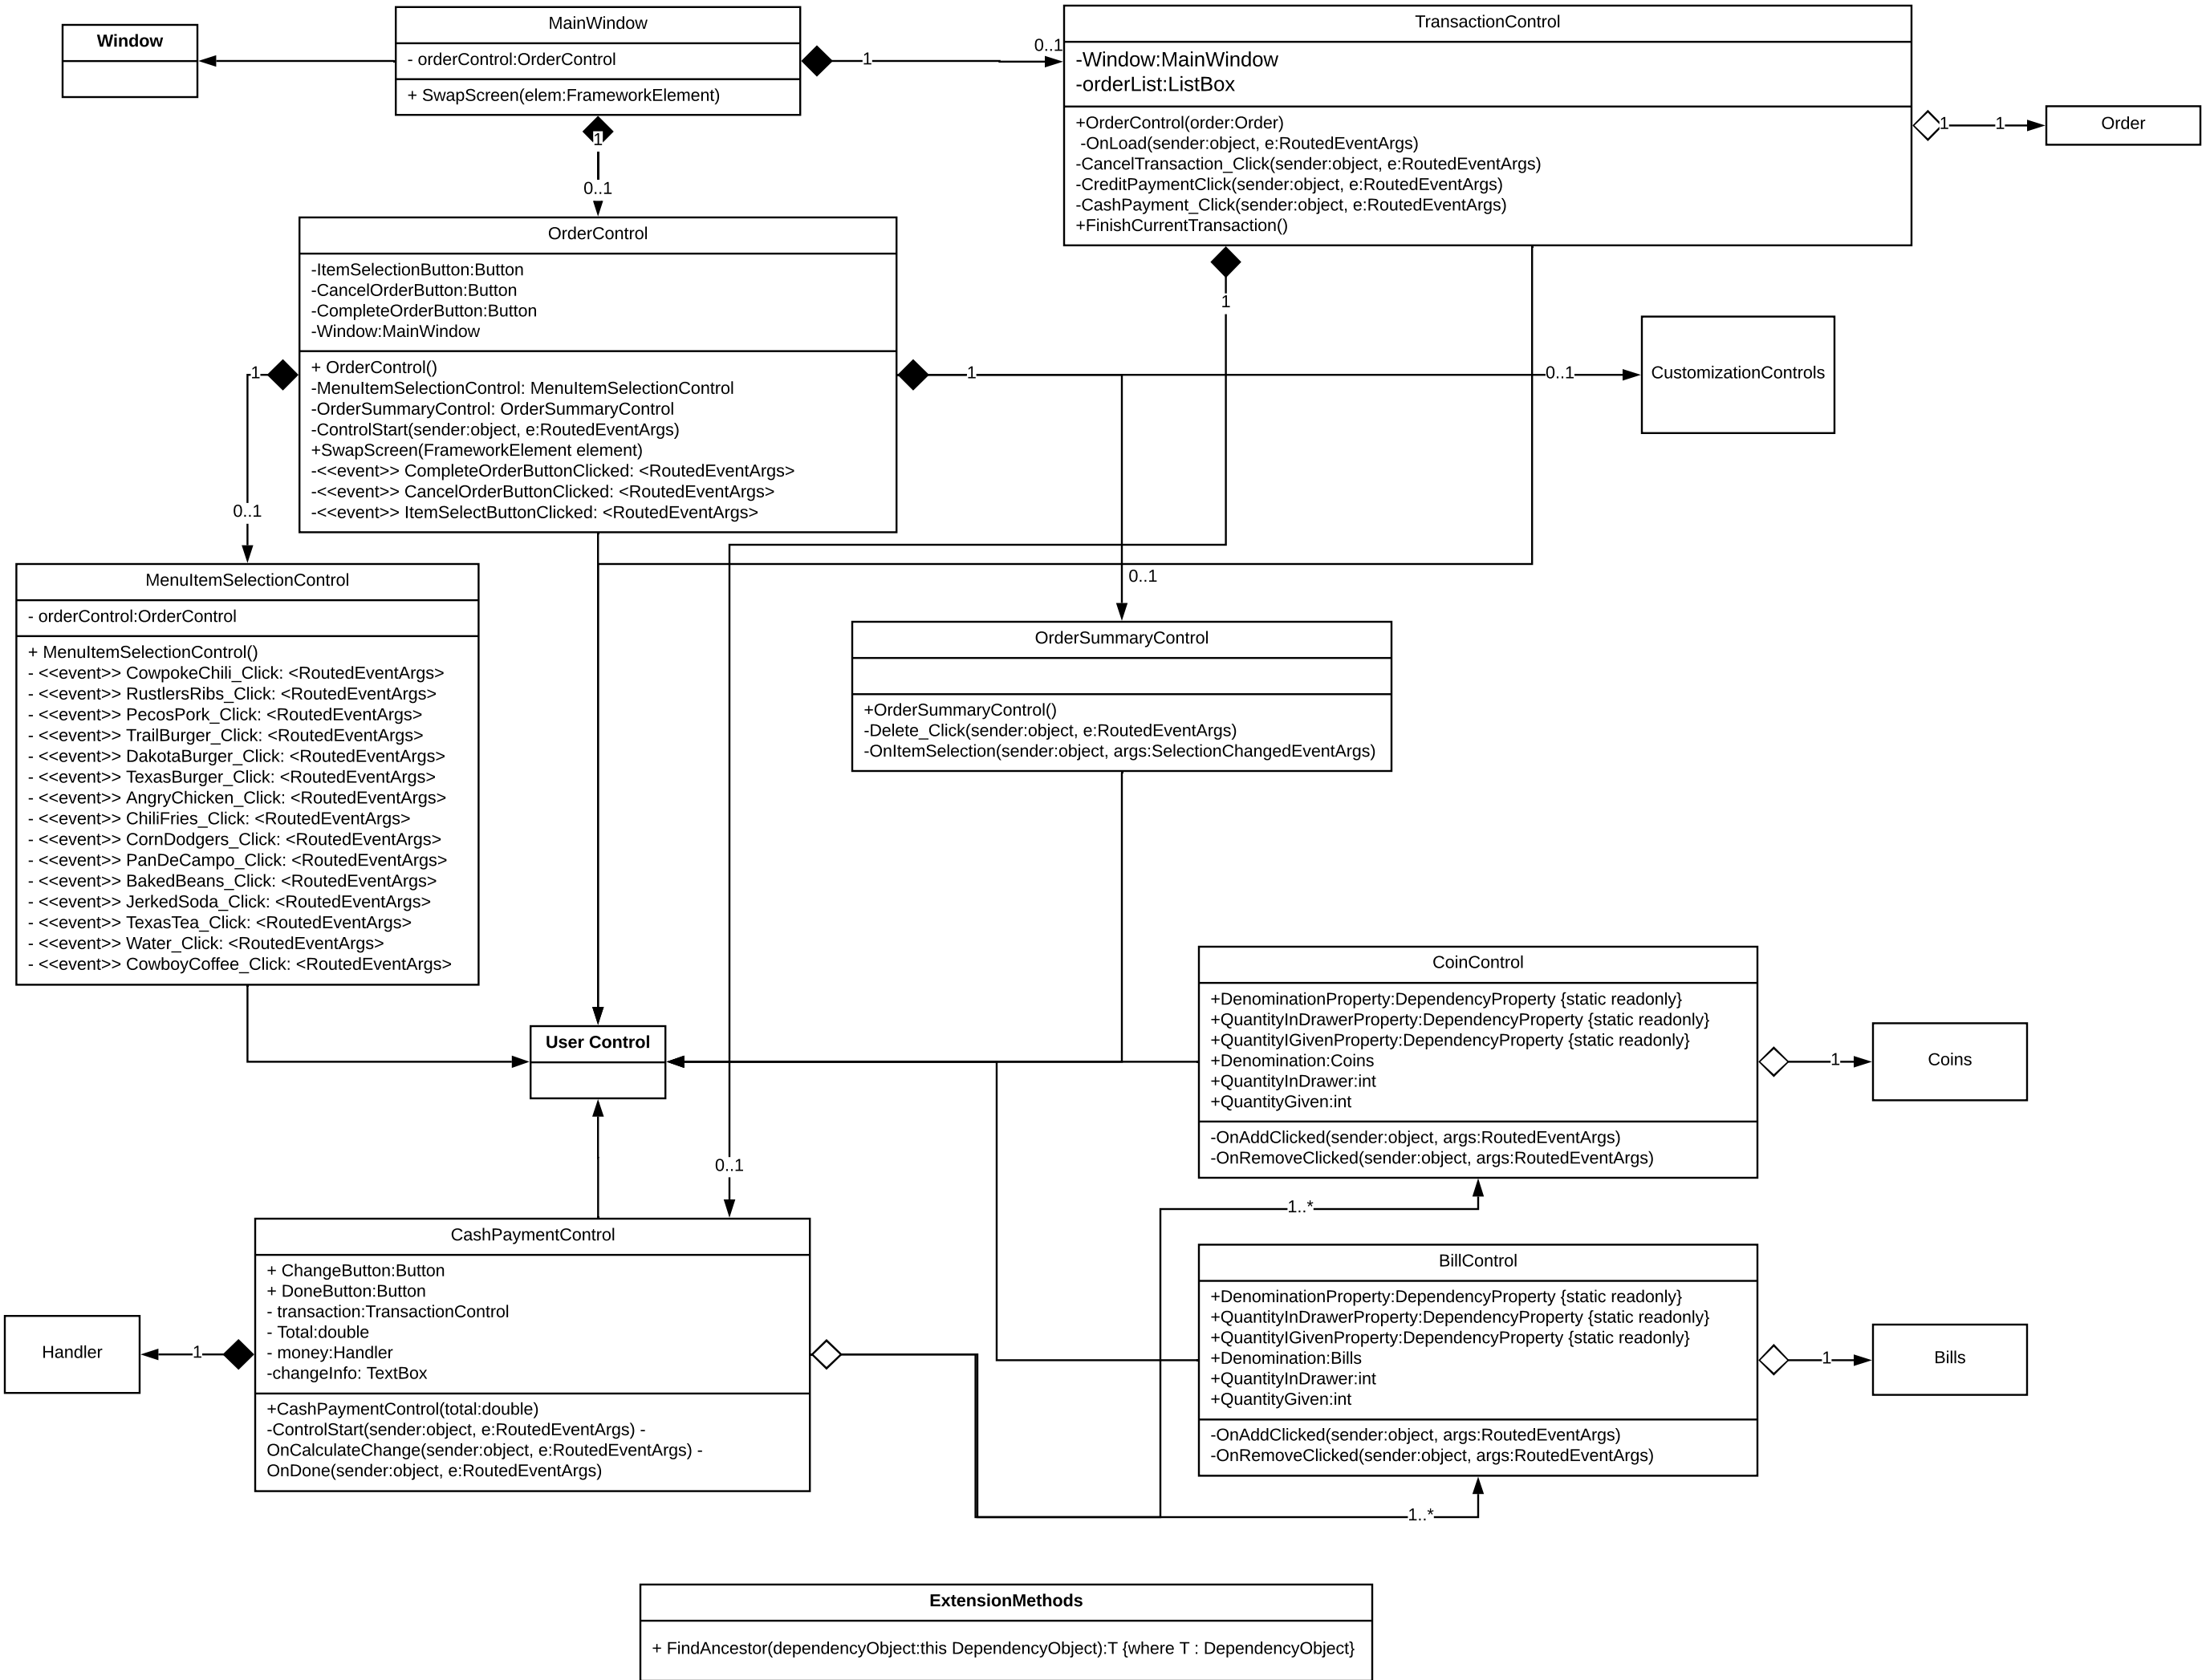 Window
MainWindow
- orderControl:OrderControl
+ SwapScreen(elem:FrameworkElement)
1
0..1
1
0..1
TransactionControl
-Window:MainWindow
-orderList:ListBox
+OrderControl(order:Order)
-OnLoad(sender:object, e:RoutedEventArgs)
-CancelTransaction_Click(sender:object, e:RoutedEventArgs)
-CreditPaymentClick(sender:object, e:RoutedEventArgs)
-CashPayment_Click(sender:object, e:RoutedEventArgs)
+FinishCurrentTransaction()
1
1
Order
1
OrderControl
-ItemSelectionButton:Button
-CancelOrderButton:Button
-CompleteOrderButton:Button
-Window:MainWindow
+ OrderControl()
-MenuItemSelectionControl: MenuItemSelectionControl
-OrderSummaryControl: OrderSummaryControl
-ControlStart(sender:object, e:RoutedEventArgs)
+SwapScreen(FrameworkElement element)
-<<event>> CompleteOrderButtonClicked: <RoutedEventArgs>
-<<event>> CancelOrderButtonClicked: <RoutedEventArgs>
-<<event>> ItemSelectButtonClicked: <RoutedEventArgs>
1
0..1
1
0..1
CustomizationControls
0..1
MenuItemSelectionControl
- orderControl:OrderControl
+ MenuItemSelectionControl()
- <<event>> CowpokeChili_Click: <RoutedEventArgs>
- <<event>> RustlersRibs_Click: <RoutedEventArgs>
- <<event>> PecosPork_Click: <RoutedEventArgs>
- <<event>> TrailBurger_Click: <RoutedEventArgs>
- <<event>> DakotaBurger_Click: <RoutedEventArgs>
- <<event>> TexasBurger_Click: <RoutedEventArgs>
- <<event>> AngryChicken_Click: <RoutedEventArgs>
- <<event>> ChiliFries_Click: <RoutedEventArgs>
- <<event>> CornDodgers_Click: <RoutedEventArgs>
- <<event>> PanDeCampo_Click: <RoutedEventArgs>
- <<event>> BakedBeans_Click: <RoutedEventArgs>
- <<event>> JerkedSoda_Click: <RoutedEventArgs>
- <<event>> TexasTea_Click: <RoutedEventArgs>
- <<event>> Water_Click: <RoutedEventArgs>
- <<event>> CowboyCoffee_Click: <RoutedEventArgs>
OrderSummaryControl
+OrderSummaryControl()
-Delete_Click(sender:object, e:RoutedEventArgs)
-OnItemSelection(sender:object, args:SelectionChangedEventArgs)
User Control
CoinControl
+DenominationProperty:DependencyProperty {static readonly}
+QuantityInDrawerProperty:DependencyProperty {static readonly}
+QuantityIGivenProperty:DependencyProperty {static readonly}
+Denomination:Coins
+QuantityInDrawer:int
+QuantityGiven:int
-OnAddClicked(sender:object, args:RoutedEventArgs)
-OnRemoveClicked(sender:object, args:RoutedEventArgs)
1
Coins
0..1
1..*
CashPaymentControl
+ ChangeButton:Button
+ DoneButton:Button
- transaction:TransactionControl
- Total:double
- money:Handler
-changeInfo: TextBox
+CashPaymentControl(total:double)
-ControlStart(sender:object, e:RoutedEventArgs) -
OnCalculateChange(sender:object, e:RoutedEventArgs) -
OnDone(sender:object, e:RoutedEventArgs)
Handler
1
BillControl
+DenominationProperty:DependencyProperty {static readonly}
+QuantityInDrawerProperty:DependencyProperty {static readonly}
+QuantityIGivenProperty:DependencyProperty {static readonly}
+Denomination:Bills
+QuantityInDrawer:int
+QuantityGiven:int
-OnAddClicked(sender:object, args:RoutedEventArgs)
-OnRemoveClicked(sender:object, args:RoutedEventArgs)
1
Bills
1..*
ExtensionMethods
+ FindAncestor(dependencyObject:this DependencyObject):T {where T : DependencyObject}